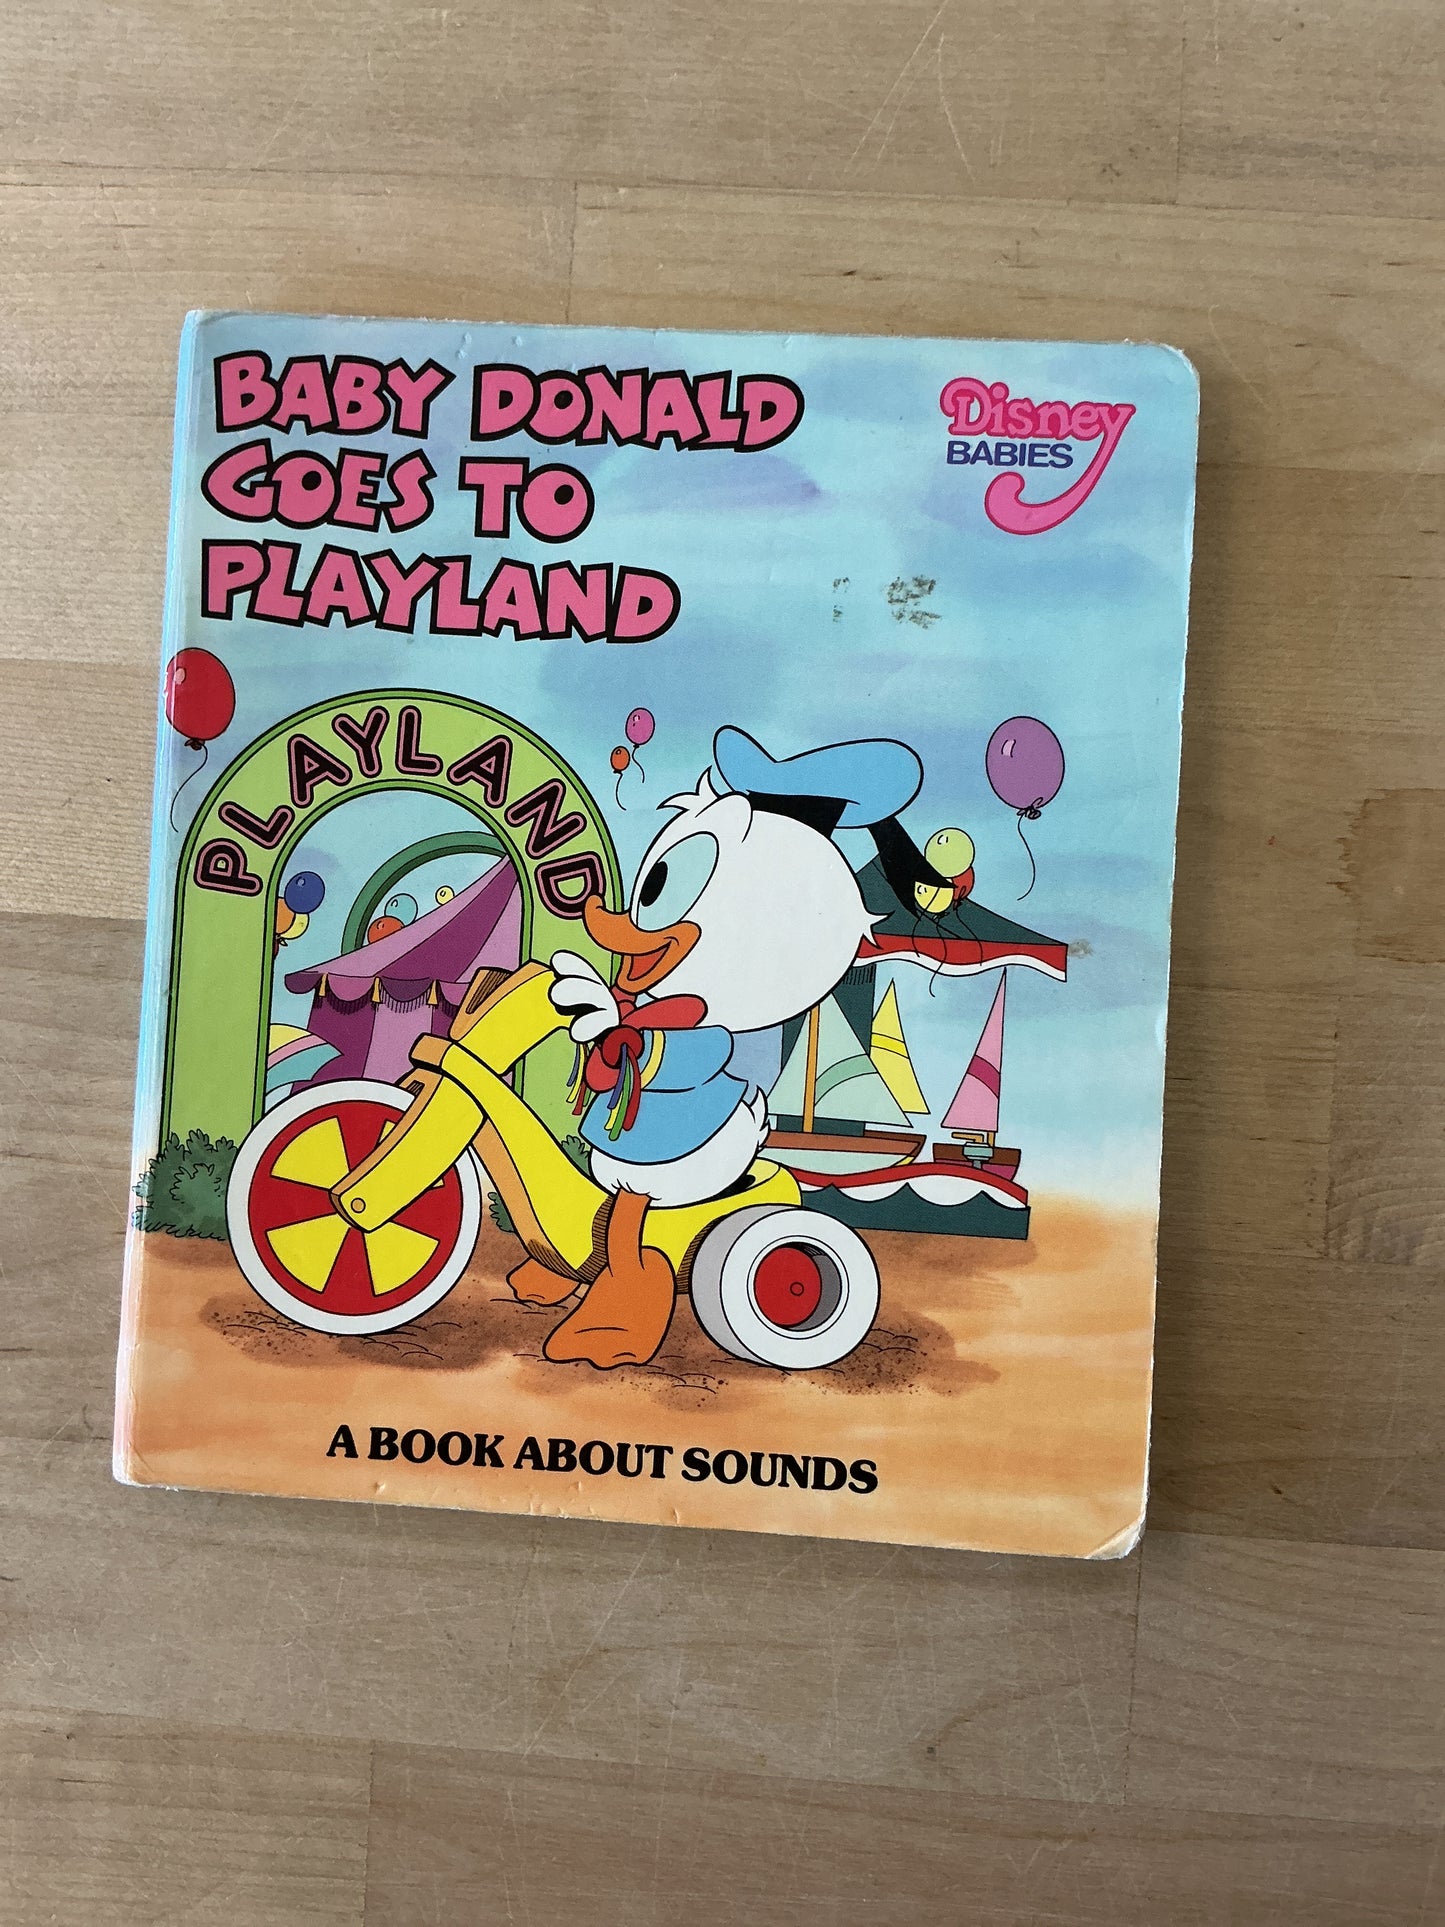 BABY DONALD
GOES TO
PLAYLAND
Disney
BABIES
PLAYLAND
A BOOK ABOUT SOUNDS